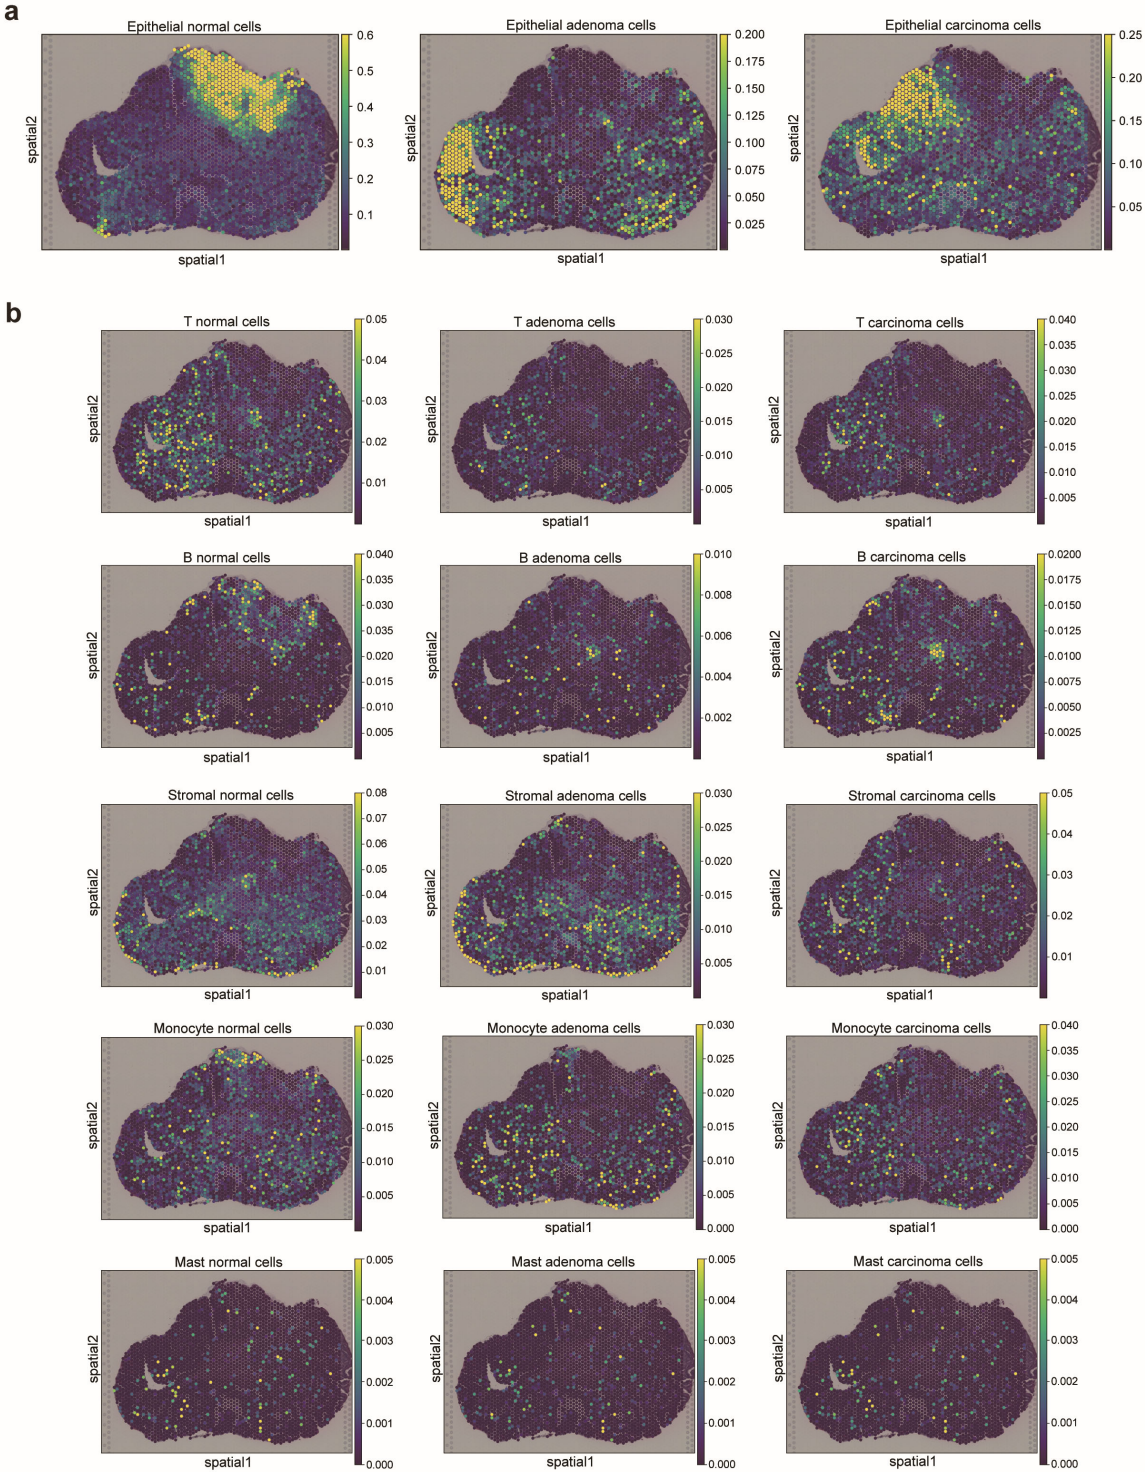 a
Epithelial normal cells
Epithelial adenoma cells
Epithelial carcinoma cells
spatial2
0.6
0.5
0.4
0.3
0.2
0.1
spatial1
spatial2
0.200
0.175
0.150
0.125
0.100
0.075
0.050
0.025
spatial1
spatial2
0.25
0.20
0.15
0.10
0.05
spatial1
b
T normal cells
T adenoma cells
T carcinoma cells
spatial2
0.05
0.04
0.03
0.02
0.01
spatial1
spatial2
0.030
0.025
0.020
0.015
0.010
0.005
spatial1
spatial2
0.040
0.035
0.030
0.025
0.020
0.015
0.010
0.005
spatial1
B normal cells
B adenoma cells
B carcinoma cells
spatial2
0.040
0.035
0.030
0.035
0.020
0.015
0.010
0.005
spatial1
spatial2
0.010
0.008
0.006
0.004
0.002
spatial1
spatial2
0.0200
0.0175
0.0150
0.0125
0.0100
0.0075
0.0050
0.0025
spatial1
Stromal normal cells
Stromal adenoma cells
Stromal carcinoma cells
spatial2
0.08
0.07
0.06
0.05
0.04
0.03
0.02
0.01
spatial1
spatial2
0.030
0.025
0.020
0.015
0.010
0.005
spatial1
spatial2
0.05
0.04
0.03
0.02
0.01
spatial1
Monocyte normal cells
Monocyte adenoma cells
Monocyte carcinoma cells
spatial2
0.030
0.025
0.020
0.015
0.010
0.005
spatial1
spatial2
0.030
0.025
0.020
0.015
0.010
0.005
0.000
spatial1
spatial2
0.040
0.035
0.030
0.025
0.020
0.015
0.010
0.005
0.000
spatial1
Mast normal cells
Mast adenoma cells
Mast carcinoma cells
spatial2
0.005
0.004
0.003
0.002
0.001
0.000
spatial1
spatial2
0.005
0.004
0.003
0.002
0.001
0.000
spatial1
spatial2
0.005
0.004
0.003
0.002
0.001
0.000
spatial1